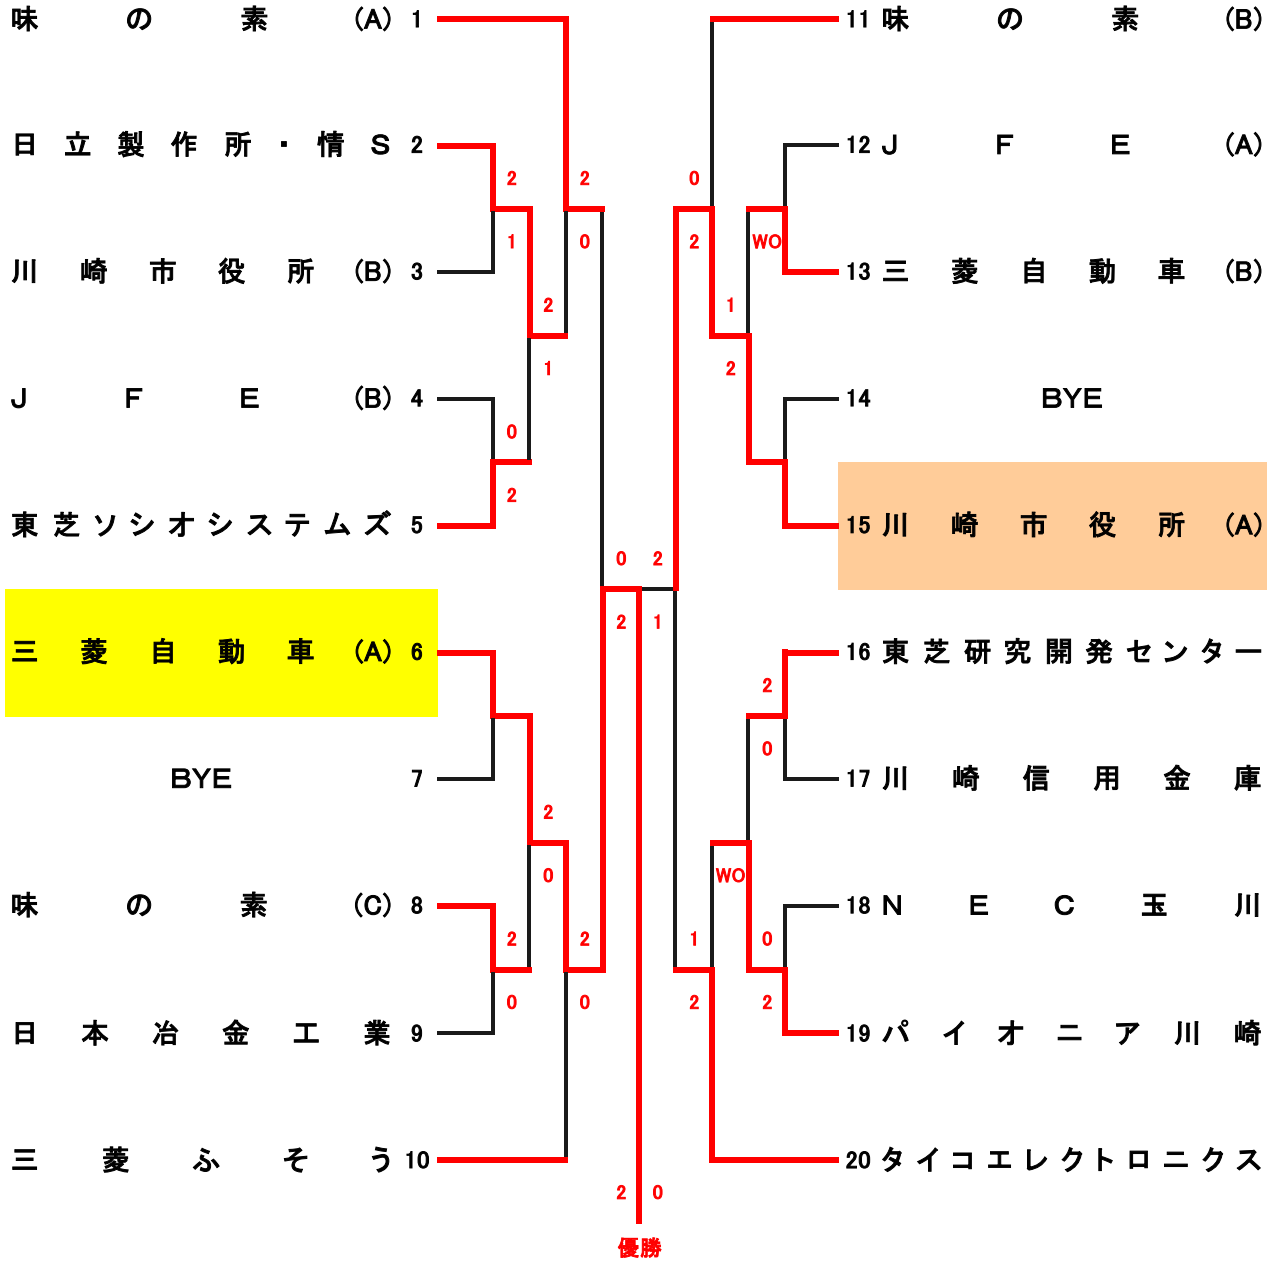 味の素(A) 1
11 味の素(B)
日立製作所・情S 2
12 JFE(A)
2 2 0
1 0 2 WO
川崎市役所(B) 3
13 三菱自動車(B)
2 1
1 2
JFE(B) 4
14 BYE
0
2
東芝ソシオシステムズ 5
15 川崎市役所(A)
0 2
2 1
三菱自動車(A) 6
16 東芝研究開発センター
2
0
BYE 7
17 川崎信用金庫
2
0 WO
味の素(C) 8
18 NEC玉川
2 2 1 0
0 0 2 2
日本冶金工業 9
19 パイオニア川崎
三菱ふそう 10
20 タイコエレクトロニクス
2 0
優勝